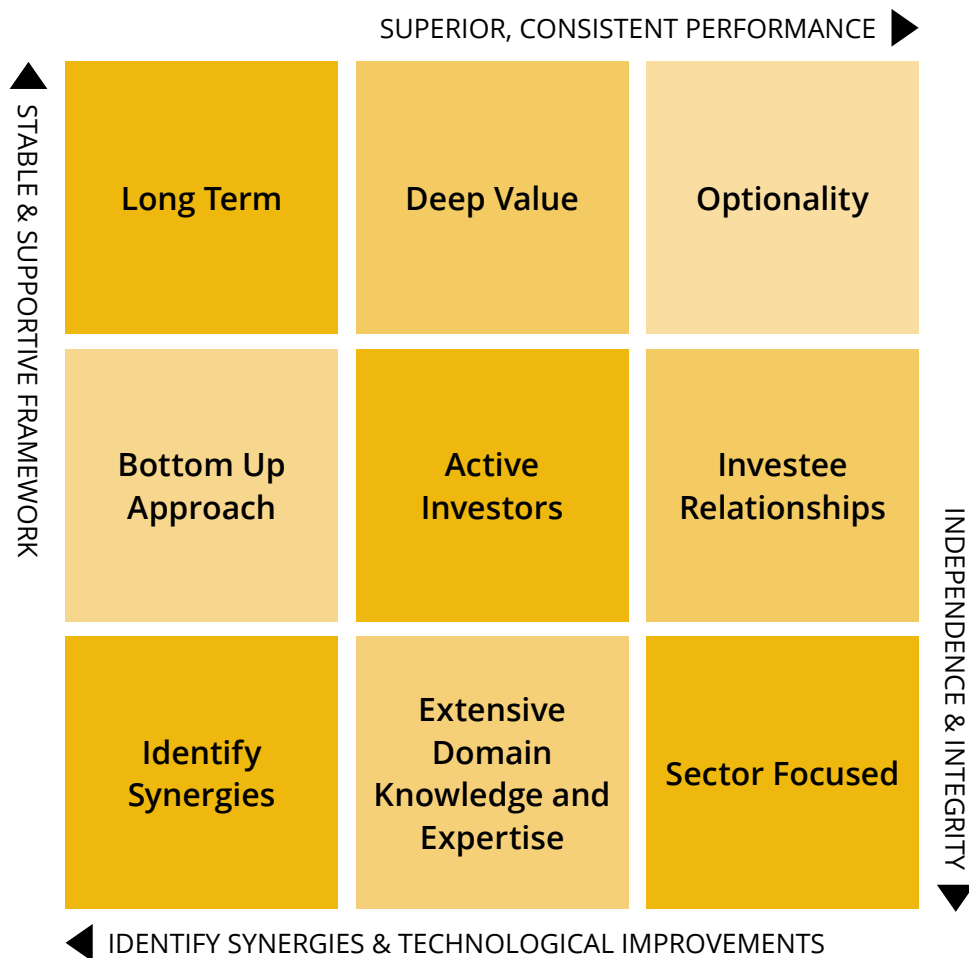 SUPERIOR, CONSISTENT PERFORMANCE
STABLE & SUPPORTIVE FRAMEWORK
Long Term
Deep Value
Optionality
Bottom Up
Approach
Active
Investors
Investee
Relationships
Identify
Synergies
Extensive
Domain
Knowledge and
Expertise
Sector Focused
INDEPENDENCE & INTEGRITY
IDENTIFY SYNERGIES & TECHNOLOGICAL IMPROVEMENTS